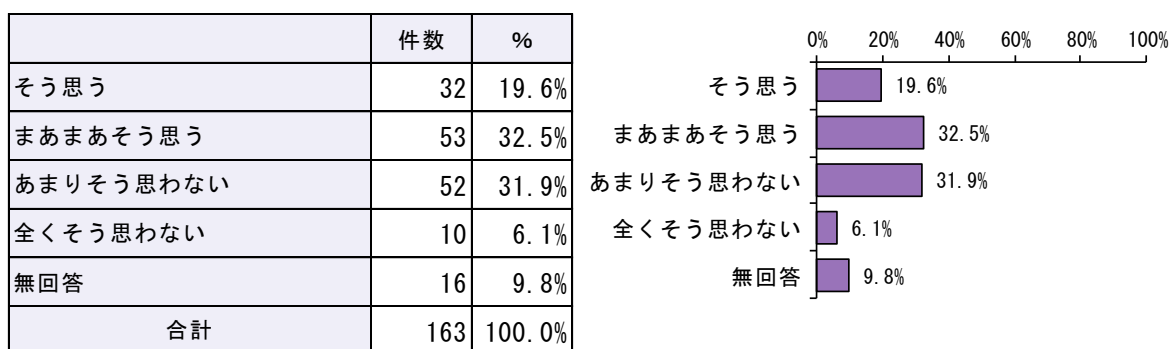 件数 %
そう思う 32 19.6%
まあまあそう思う 53 32.5%
あまりそう思わない 52 31.9%
全くそう思わない 10 6.1%
無回答 16 9.8%
合計 163 100.0%
0% 20% 40% 60% 80% 100%
そう思う 19.6%
まあまあそう思う 32.5%
あまりそう思わない 31.9%
全くそう思わない 6.1%
無回答 9.8%